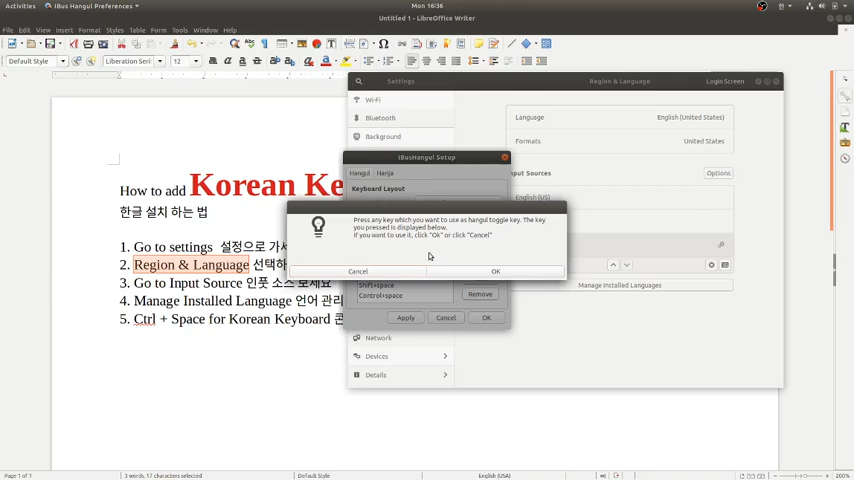 Activities IBus Hangul Preferences Mon 16:36
Untitled 1 - LibreOffice Writer
File Edit View Insert Format Styles Table Form Tools Window Help
Default Style Liberation Seri 12
Settings Region & Language Login Screen
Wi-Fi
Bluetooth
Background
Language English (United States)
Formats United States
nput Sources Options
English (US)
IBusHangul Setup
Hangul Hanja
Keyboard Layout
Press any key which you want to use as hangul toggle key. The key
you pressed is displayed below.
If you want to use it, click "Ok" or click "Cancel"
Cancel OK
Shift+space
Control+space
Remove
Apply Cancel OK
Manage Installed Languages
Network
Devices
Details
How to add Korean Ke
한글 설치 하는 법
1. Go to settings 설정으로 가세
2. Region & Language 선택하
3. Go to Input Source 인풋 소스 보세요
4. Manage Installed Language 언어 관리
5. Ctrl + Space for Korean Keyboard
Page 1 of 1 3 words, 17 characters selected Default Style English (USA) 200%